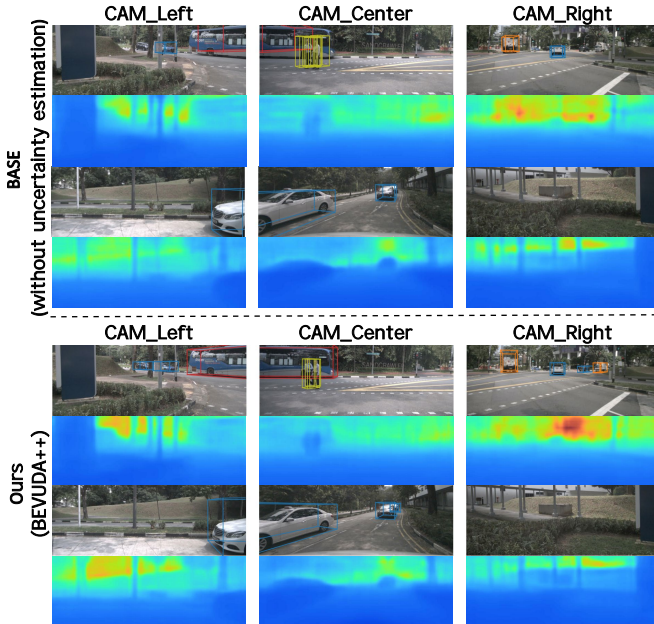 CAM_Left CAM_Center CAM_Right
BASE
(without uncertainty estimation)
CAM_Left CAM_Center CAM_Right
Ours
(BEVUDA++)